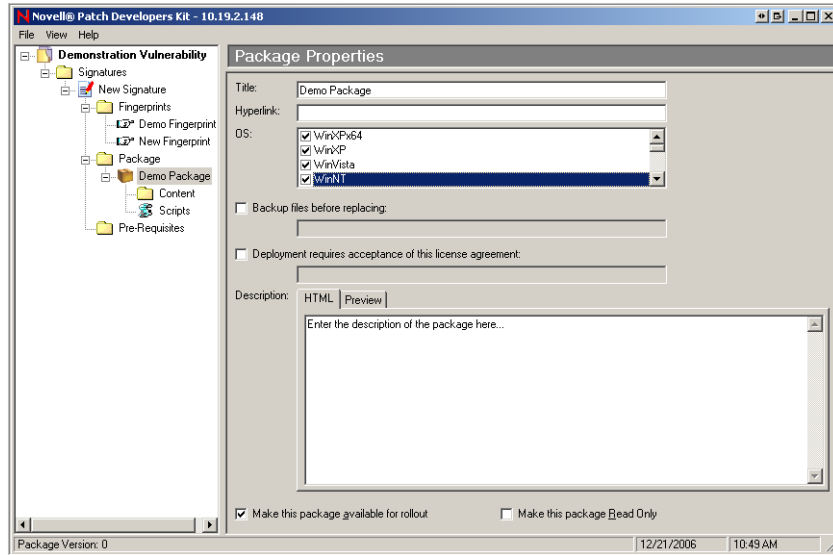 Novell® Patch Developers Kit - 10.19.2.148
File View Help
Demonstration Vulnerability
Signatures
New Signature
Fingerprints
Demo Fingerprint
New Fingerprint
Package
Demo Package
Content
Scripts
Pre-Requisites
Package Properties
Title: Demo Package
Hyperlink:
OS:
WinXPx64
WinXP
WinVista
WinNT
Backup files before replacing:
Deployment requires acceptance of this license agreement:
Description:
HTML Preview
Enter the description of the package here...
Make this package available for rollout
Make this package Read Only
Package Version: 0
12/21/2006
10:49 AM